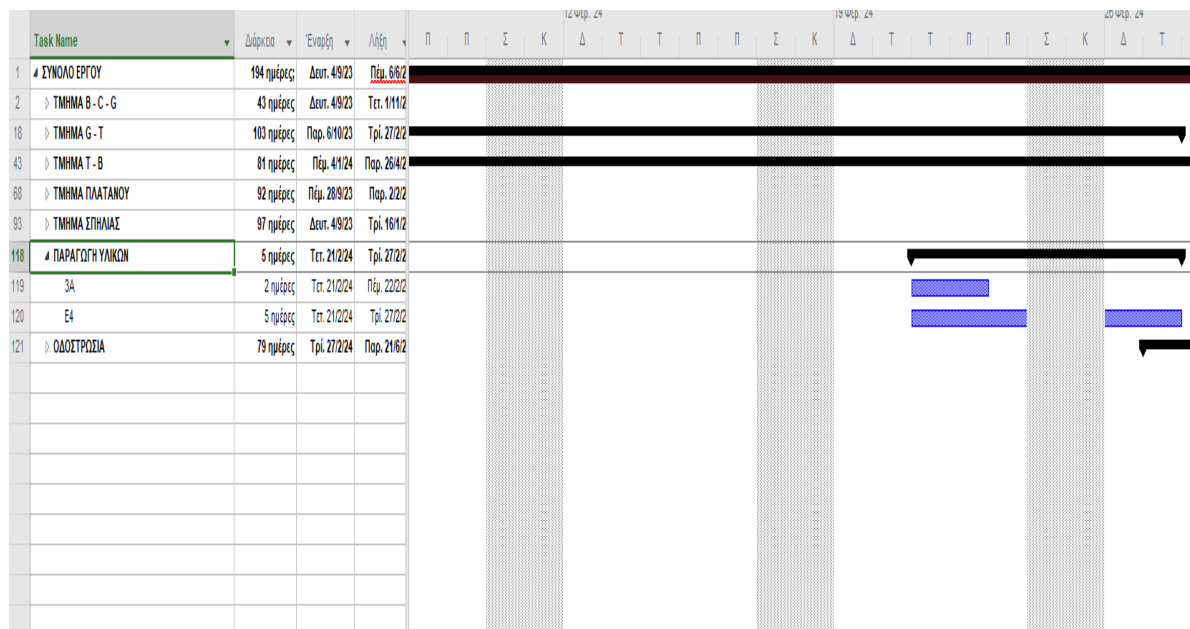 12 Φεβ. 24 19 Φεβ. 24 26 Φεβ. 24
Task Name Διάρκεια Έναρξη Λήξη Π Π Σ Κ Δ Τ Τ Π Π Σ Κ Δ Τ Τ Π Π Σ Κ Δ Τ
1 ΣΥΝΟΛΟ ΕΡΓΟΥ 194 ημέρες; Δευτ. 4/9/23 Πέμ. 6/6/2
2 ΤΜΗΜΑ B - C - G 43 ημέρες Δευτ. 4/9/23 Τετ. 1/11/2
18 ΤΜΗΜΑ G - T 103 ημέρες Παρ. 6/10/23 Τρί. 27/2/2
43 ΤΜΗΜΑ T - B 81 ημέρες Πέμ. 4/1/24 Παρ. 26/4/2
68 ΤΜΗΜΑ ΠΛΑΤΑΝΟΥ 92 ημέρες Πέμ. 28/9/23 Παρ. 2/2/2
93 ΤΜΗΜΑ ΣΠΗΛΙΑΣ 97 ημέρες Δευτ. 4/9/23 Τρί. 16/1/2
118 ΠΑΡΑΓΩΓΗ ΥΛΙΚΩΝ 5 ημέρες Τετ. 21/2/24 Τρί. 27/2/2
119 3Α 2 ημέρες Τετ. 21/2/24 Πέμ. 22/2/2
120 Ε4 5 ημέρες Τετ. 21/2/24 Τρί. 27/2/2
121 ΟΔΟΣΤΡΩΣΙΑ 79 ημέρες Τρί. 27/2/24 Παρ. 21/6/2